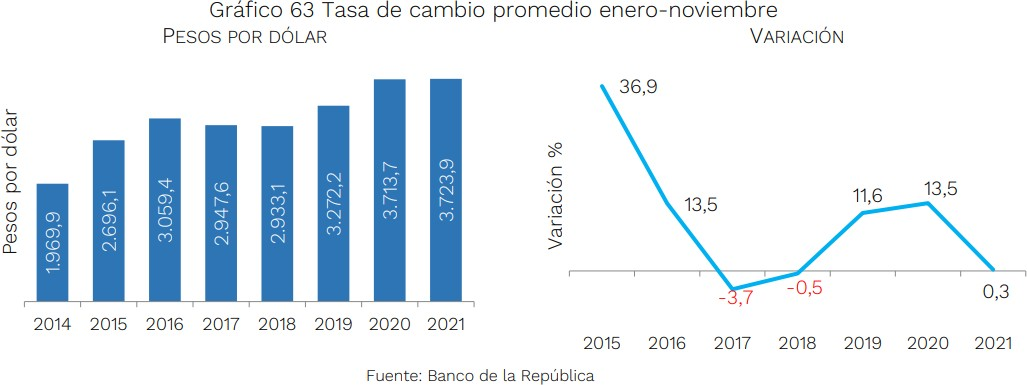 Gráfico 63 Tasa de cambio promedio enero-noviembre
PESOS POR DÓLAR
Pesos por dólar
1.969,9
2.696,1
3.059,4
2.947,6
2.933,1
3.272,2
3.713,7
3.723,9
2014 2015 2016 2017 2018 2019 2020 2021
VARIACIÓN
Variación %
36,9
13,5
-3,7
-0,5
11,6
13,5
0,3
2015 2016 2017 2018 2019 2020 2021
Fuente: Banco de la República